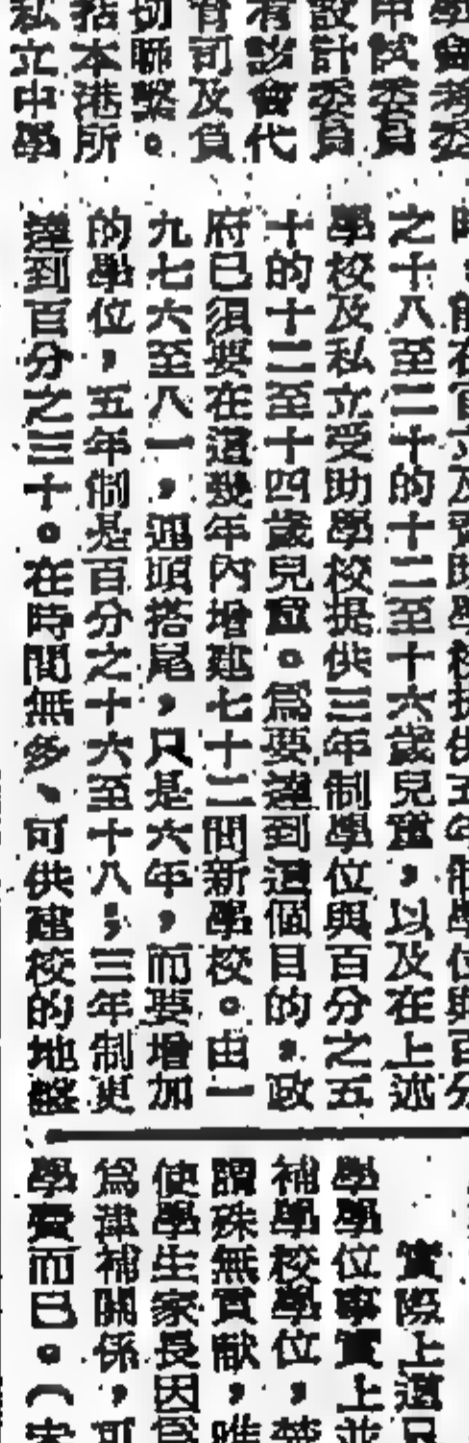 學會考委
中試委員
設計委員
有該會代
育司及負
切聯繫。
括本港所
私立中學
時，能在官立及資助學校提供五年制學位與百分
之十八至二十的十二至十六歲兒童，以及在上述
學校及私立受助學校提供三年制學位與百分之五
十的十二至十四歲兒童。爲要達到這個目的，政
府已須要在這幾年內增建七十二間新學校。由一
九七六至八一，週頭搭尾，只是六年，而要增加
的學位，五年制是百分之十六至十八；三年制更
達到百分之三十。在時間無多、可供建校的地盤
實際上還只
學學位事實上並
補學校學位，
謂殊無貢献，唯
使學生家長因爲
爲津補關係，可
學費而已。（